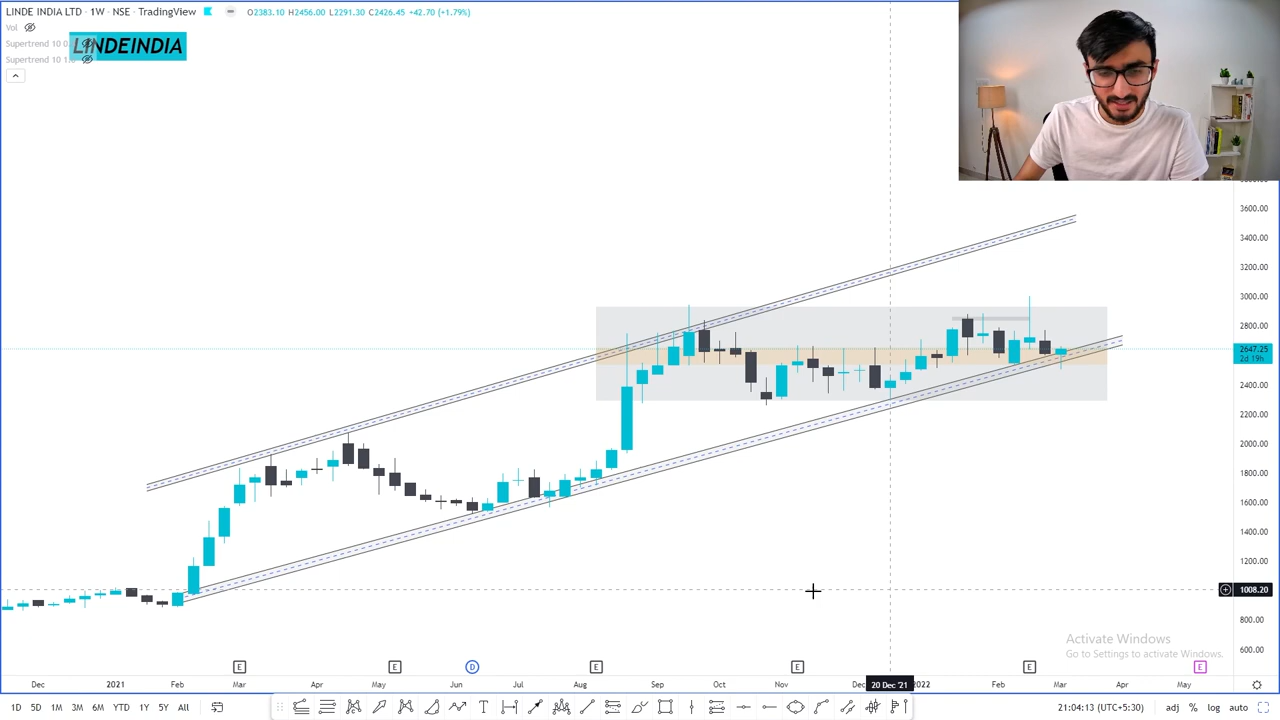 LINDE INDIA LTD · 1W · NSE · TradingView O2383.10 H2456.00 L2291.30 C2426.45 +42.70 (+1.79%)
Vol
Supertrend 10
Supertrend 10
LINDEINDIA
3600.00
3400.00
3200.00
3000.00
2800.00
2647.25
2d 19h
2400.00
2200.00
2000.00
1800.00
1600.00
1400.00
1200.00
1008.20
800.00
600.00
Activate Windows
Go to Settings to activate Windows.
E E D E E E E
Dec 2021 Feb Mar Apr May Jun Jul Aug Sep Oct Nov Dec 20 Dec '21 2022 Feb Mar Apr May
1D 5D 1M 3M 6M YTD 1Y 5Y All 21:04:13 (UTC+5:30) adj % log auto